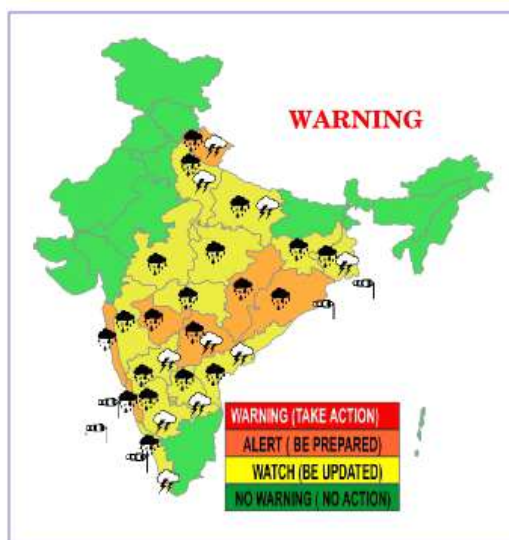 WARNING
WARNING (TAKE ACTION)
ALERT ( BE PREPARED)
WATCH (BE UPDATED)
NO WARNING ( NO ACTION)